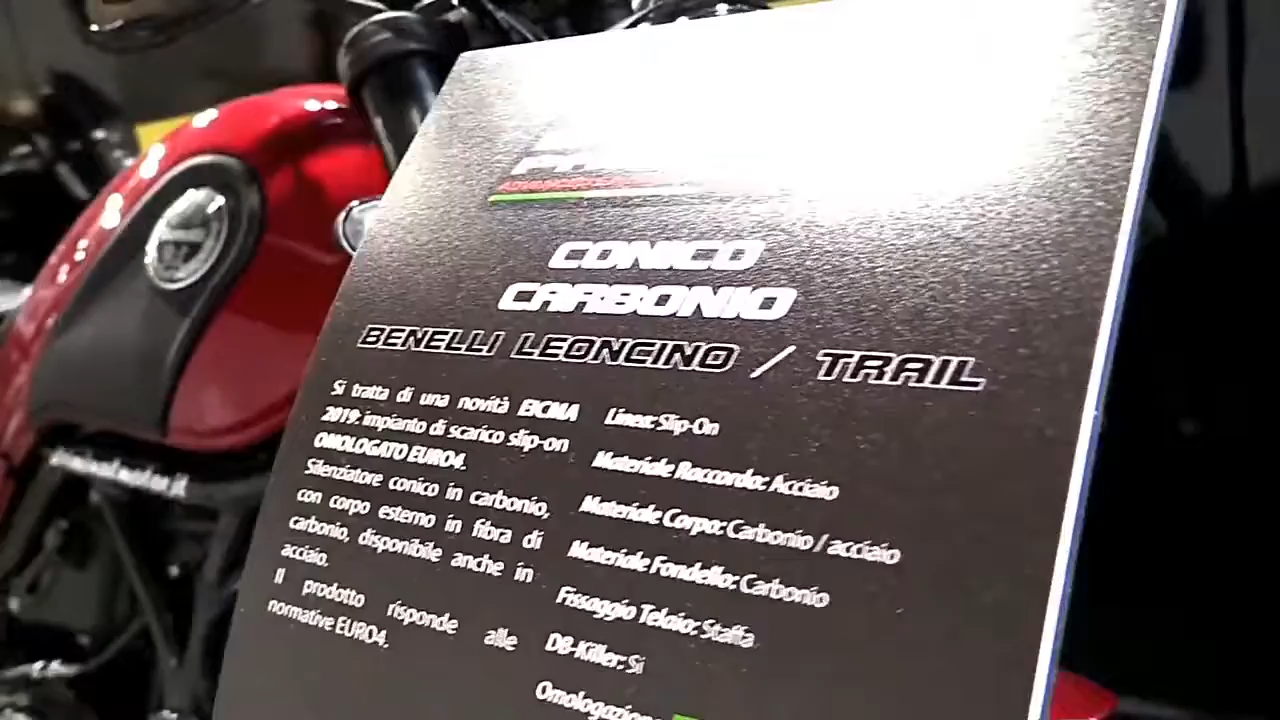 CONICO
CARBONIO
BENELLI LEONCINO / TRAIL
Si tratta di una novità EICMA
2019: impianto di scarico slip-on
OMOLOGATO EURO4.
Silenziatore conico in carbonio,
con corpo esterno in fibra di
carbonio, disponibile anche in
acciaio.
Il prodotto risponde alle
normative EURO4.
Linea: Slip-On
Materiale Raccordo: Acciaio
Materiale Corpo: Carbonio / acciaio
Materiale Fondello: Carbonio
Fissaggio Telaio: Staffa
DB-Killer: Si
Omologazione